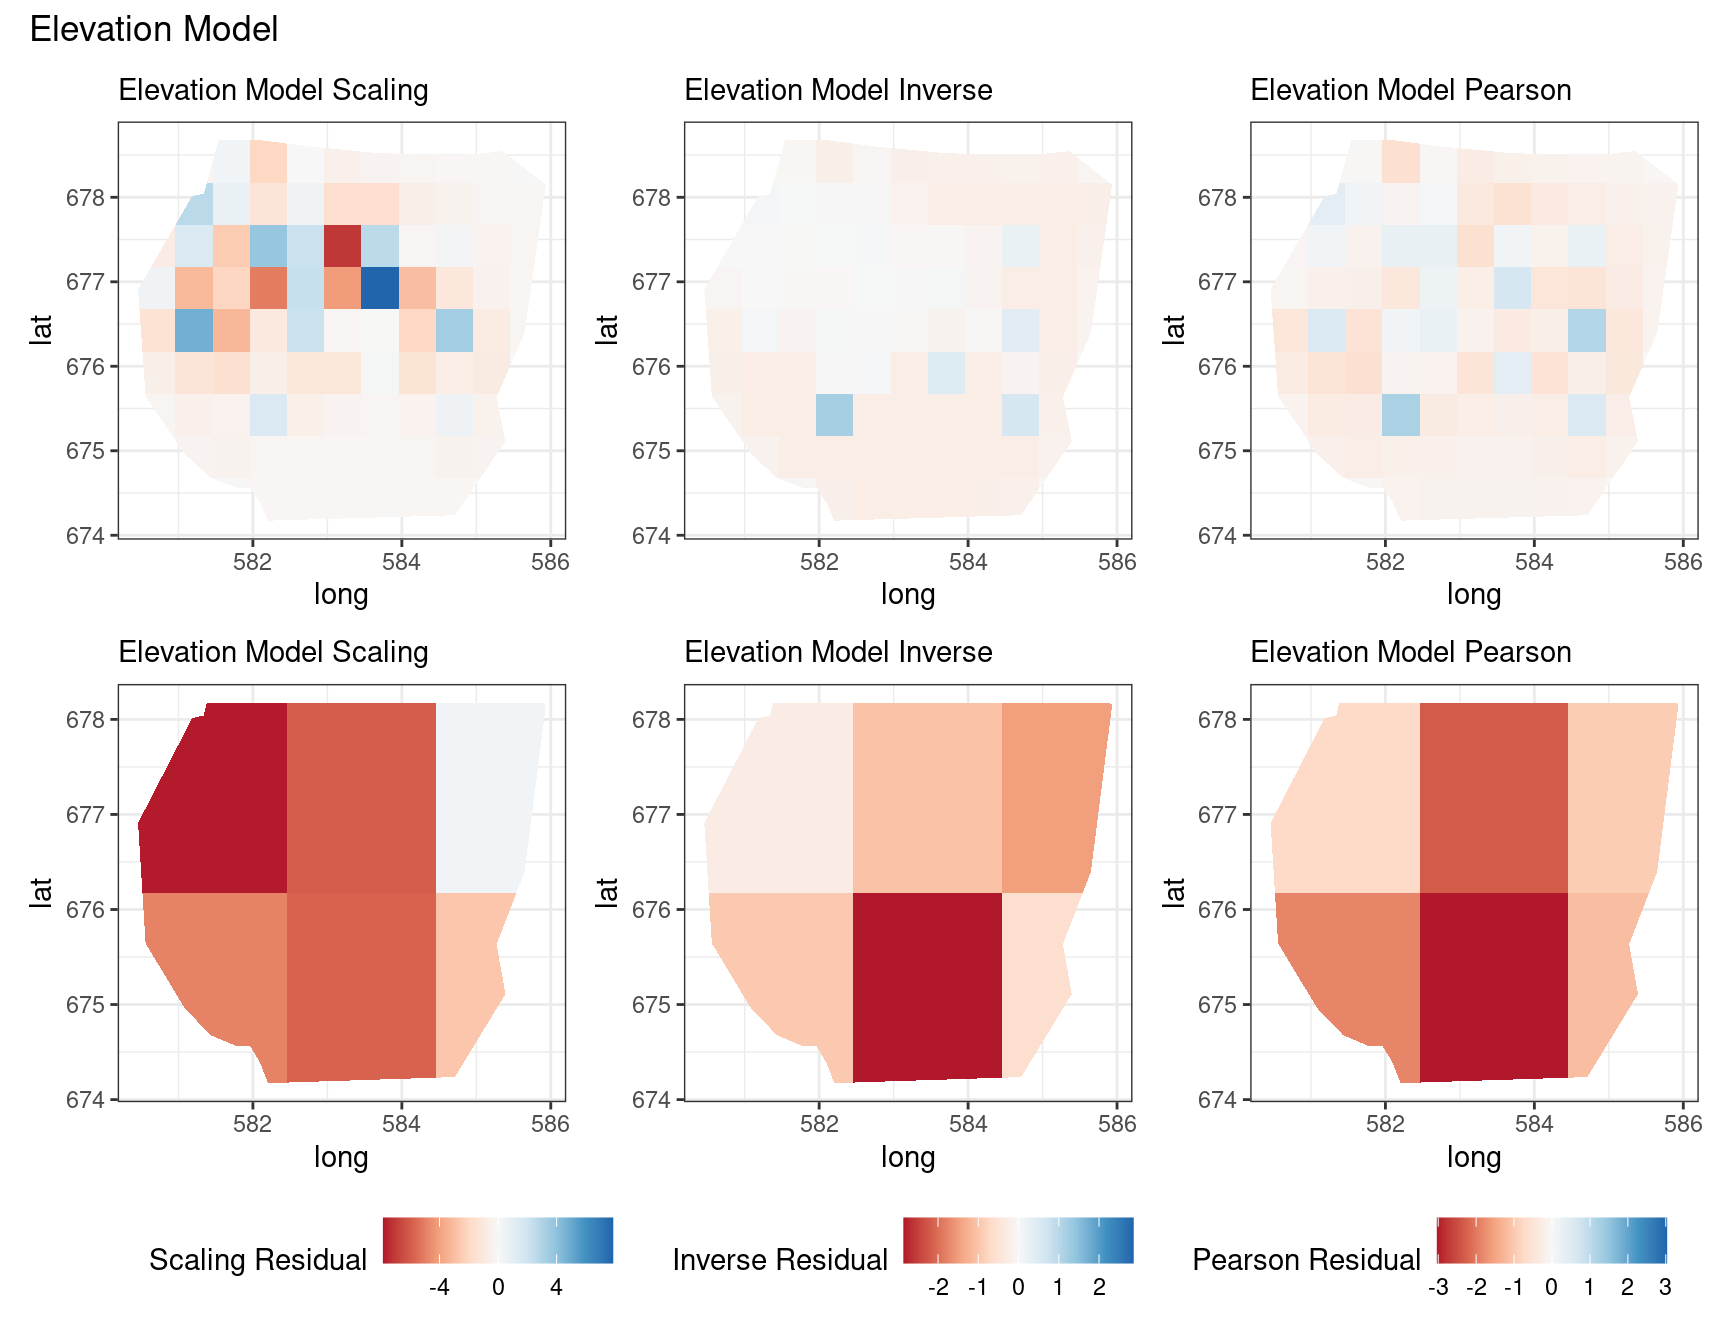 Elevation Model
Elevation Model Scaling
Elevation Model Inverse
Elevation Model Pearson
678
677
676
675
674
lat
582
584
586
long
678
677
676
675
674
lat
582
584
586
long
678
677
676
675
674
lat
582
584
586
long
Elevation Model Scaling
Elevation Model Inverse
Elevation Model Pearson
678
677
676
675
674
lat
582
584
586
long
678
677
676
675
674
lat
582
584
586
long
678
677
676
675
674
lat
582
584
586
long
Scaling Residual
-4 0 4
Inverse Residual
-2 -1 0 1 2
Pearson Residual
-3 -2 -1 0 1 2 3